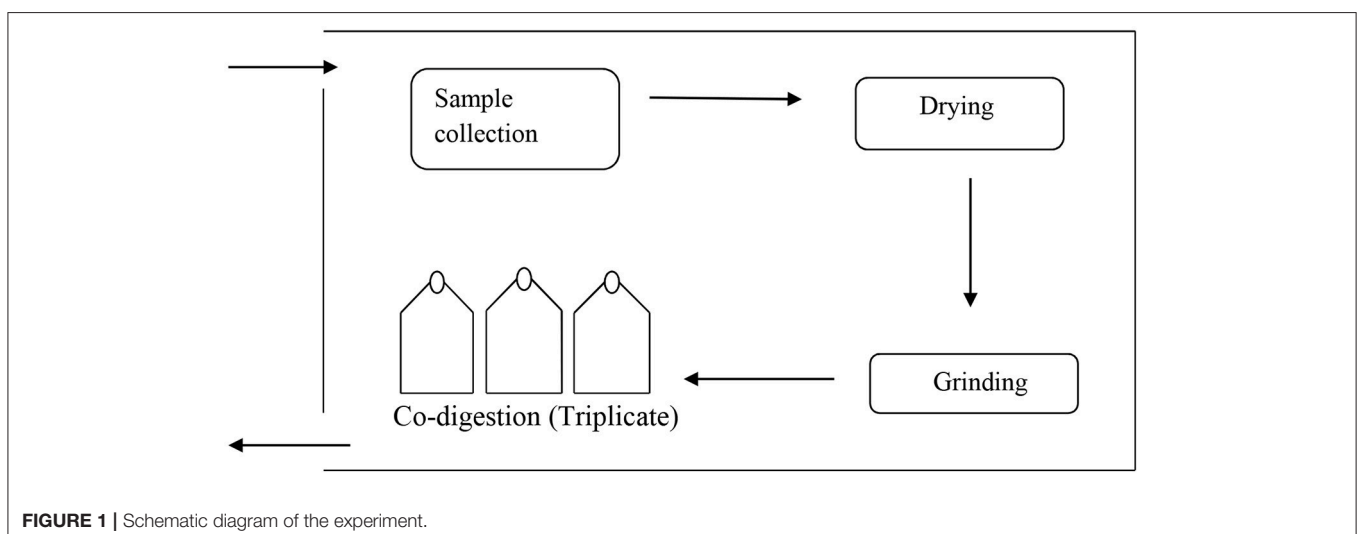 Sample
collection
Drying
Grinding
Co-digestion (Triplicate)
FIGURE 1 | Schematic diagram of the experiment.